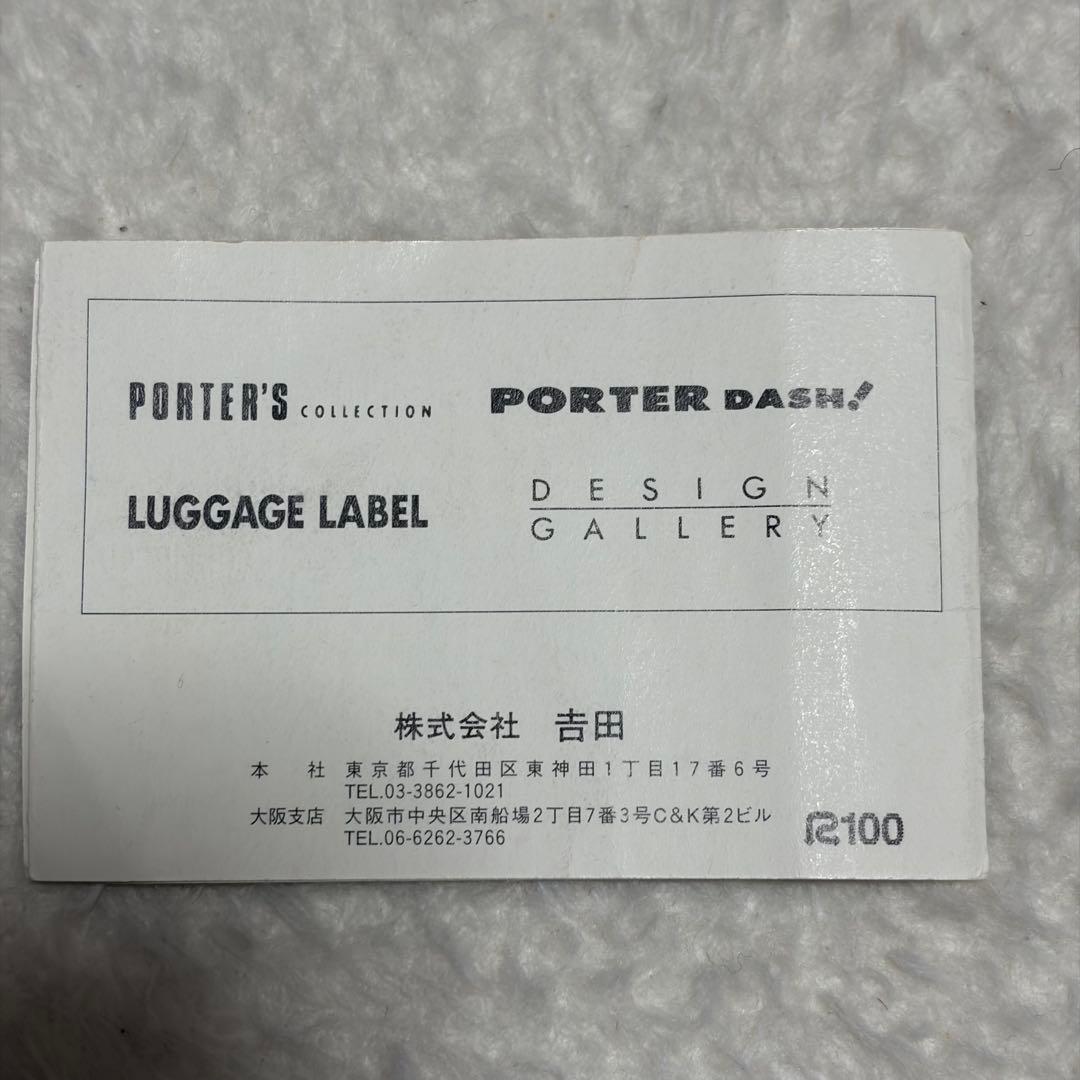 PORTER'S COLLECTION
PORTER DASH!
LUGGAGE LABEL
DESIGN
GALLERY
株式会社 吉田
本 社 東京都千代田区東神田1丁目17番6号
TEL.03-3862-1021
大阪支店 大阪市中央区南船場2丁目7番3号C&K第2ビル
TEL.06-6262-3766
R100